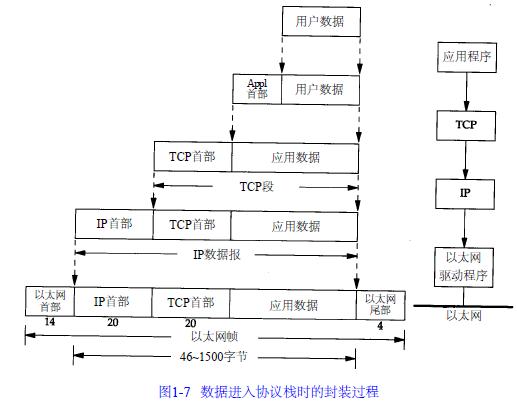 用户数据
应用程序
Appl
首部
用户数据
TCP首部
应用数据
TCP
TCP段
IP首部
TCP首部
应用数据
IP
IP数据报
以太网
驱动程序
以太网
首部
IP首部
TCP首部
应用数据
以太网
尾部
以太网
14
20
20
4
以太网帧
46~1500字节
图1-7 数据进入协议栈时的封装过程